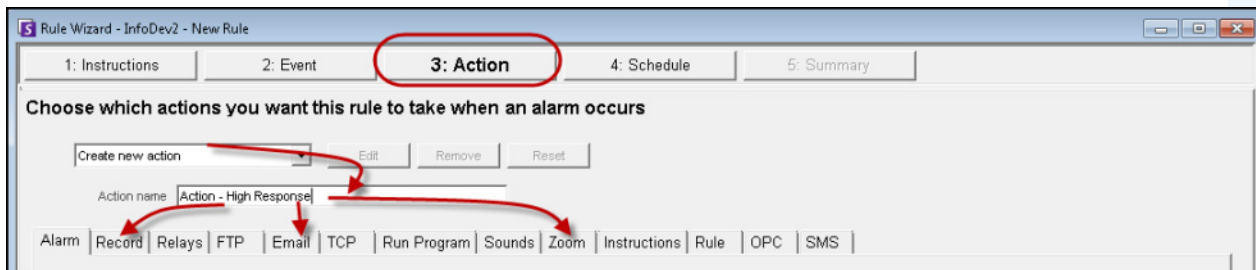 Rule Wizard - InfoDev2 - New Rule
1: Instructions 2: Event 3: Action 4: Schedule 5: Summary
Choose which actions you want this rule to take when an alarm occurs
Create new action Edit Remove Reset
Action name Action - High Response
Alarm Record Relays FTP Email TCP Run Program Sounds Zoom Instructions Rule OPC SMS